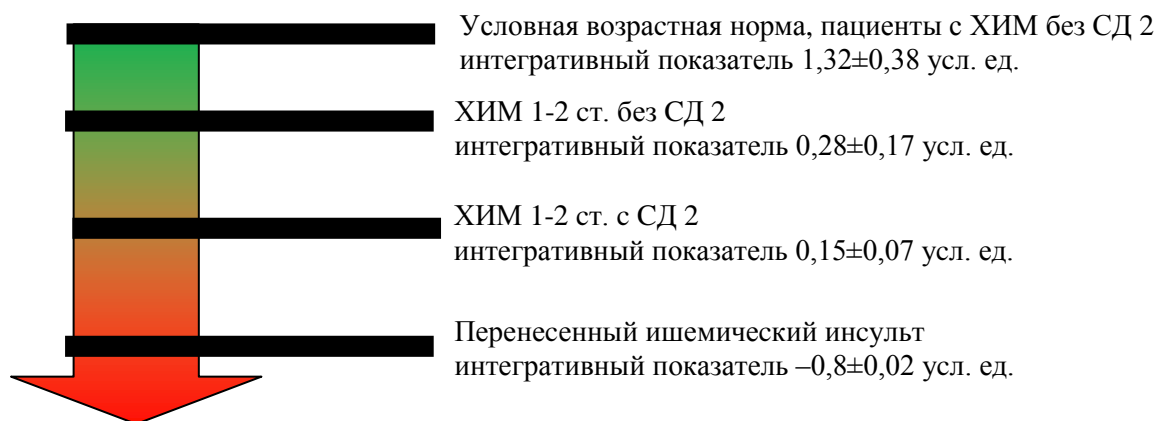 Условная возрастная норма, пациенты с ХИМ без СД 2
интегративный показатель 1,32±0,38 усл. ед.
ХИМ 1-2 ст. без СД 2
интегративный показатель 0,28±0,17 усл. ед.
ХИМ 1-2 ст. с СД 2
интегративный показатель 0,15±0,07 усл. ед.
Перенесенный ишемический инсульт
интегративный показатель –0,8±0,02 усл. ед.